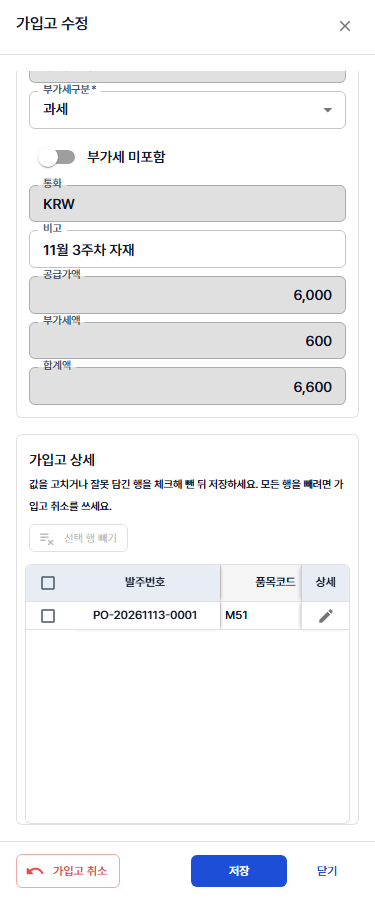 가입고 수정
부가세구분 *
과세
부가세 미포함
통화
KRW
비고
11월 3주차 자재
공급가액
6,000
부가세액
600
합계액
6,600
가입고 상세
값을 고치거나 잘못 담긴 행을 체크해 뺀 뒤 저장하세요. 모든 행을 빼려면 가
입고 취소를 쓰세요.
선택 행 빼기
발주번호 품목코드 상세
PO-20261113-0001 M51
가입고 취소 저장 닫기